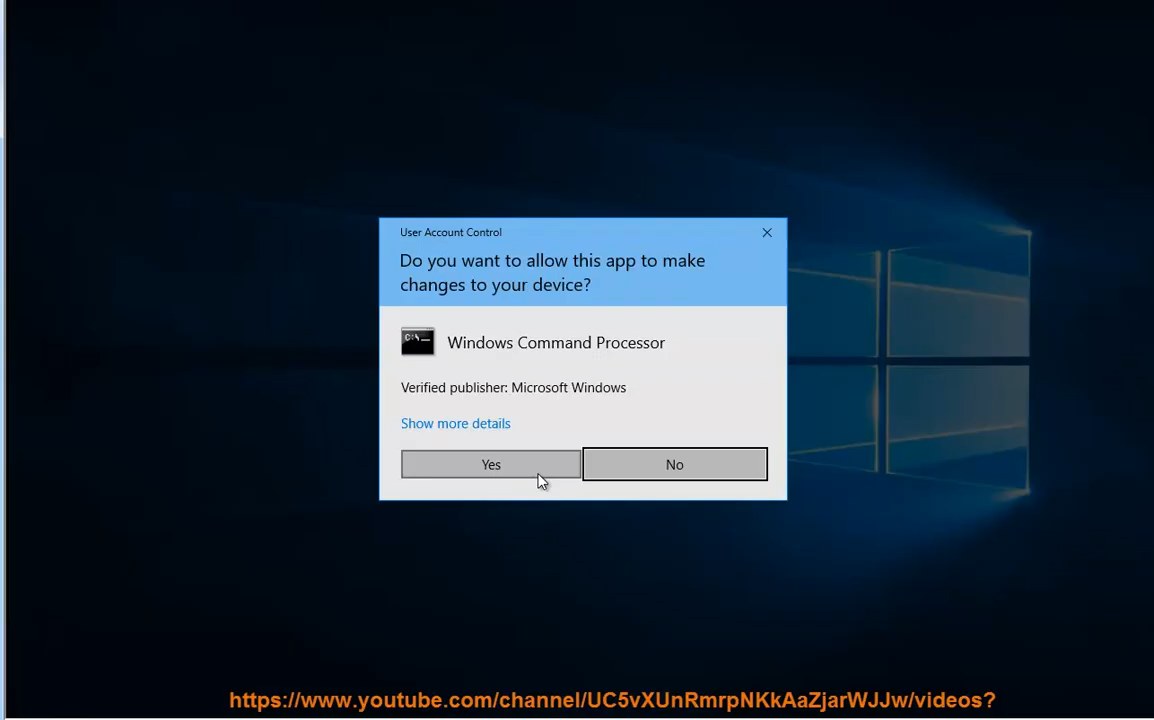 User Account Control
Do you want to allow this app to make
changes to your device?
C:\
Windows Command Processor
Verified publisher: Microsoft Windows
Show more details
Yes
No
https://www.youtube.com/channel/UC5vXUnRmrpNKkAaZjarWJJw/videos?